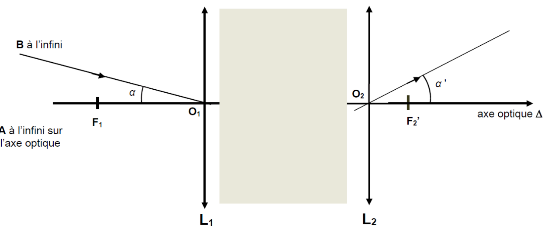 B à l'infini
α
O₁
F₁
A à l'infini sur
l'axe optique
L₁
O₂
α '
F₂'
axe optique Δ
L₂